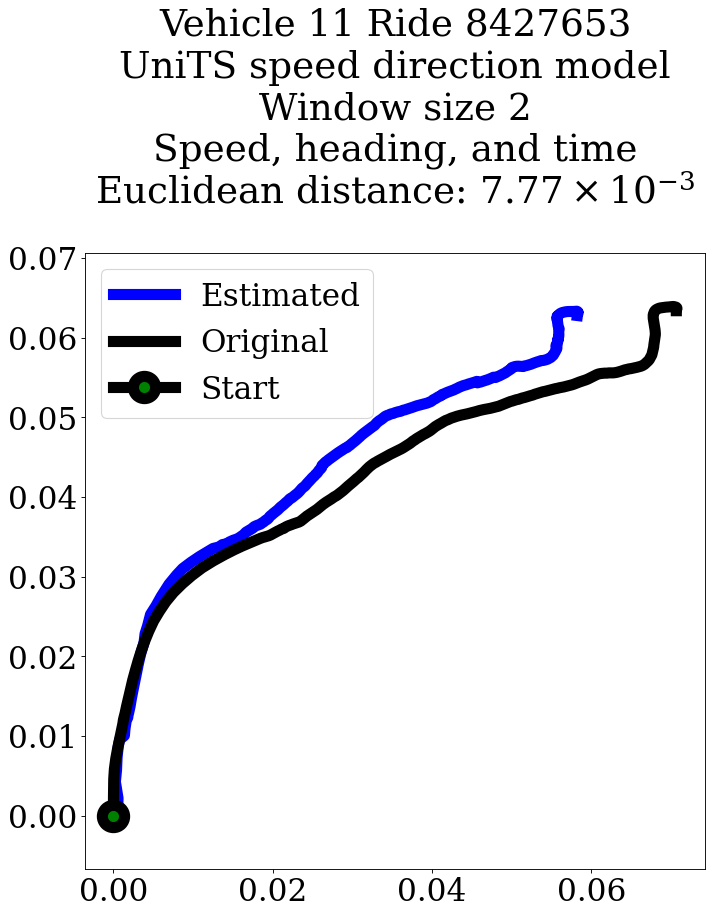 Vehicle 11 Ride 8427653
UniTS speed direction model
Window size 2
Speed, heading, and time
Euclidean distance: 7.77 × 10⁻³
0.07
0.06
0.05
0.04
0.03
0.02
0.01
0.00
Estimated
Original
Start
0.00 0.02 0.04 0.06